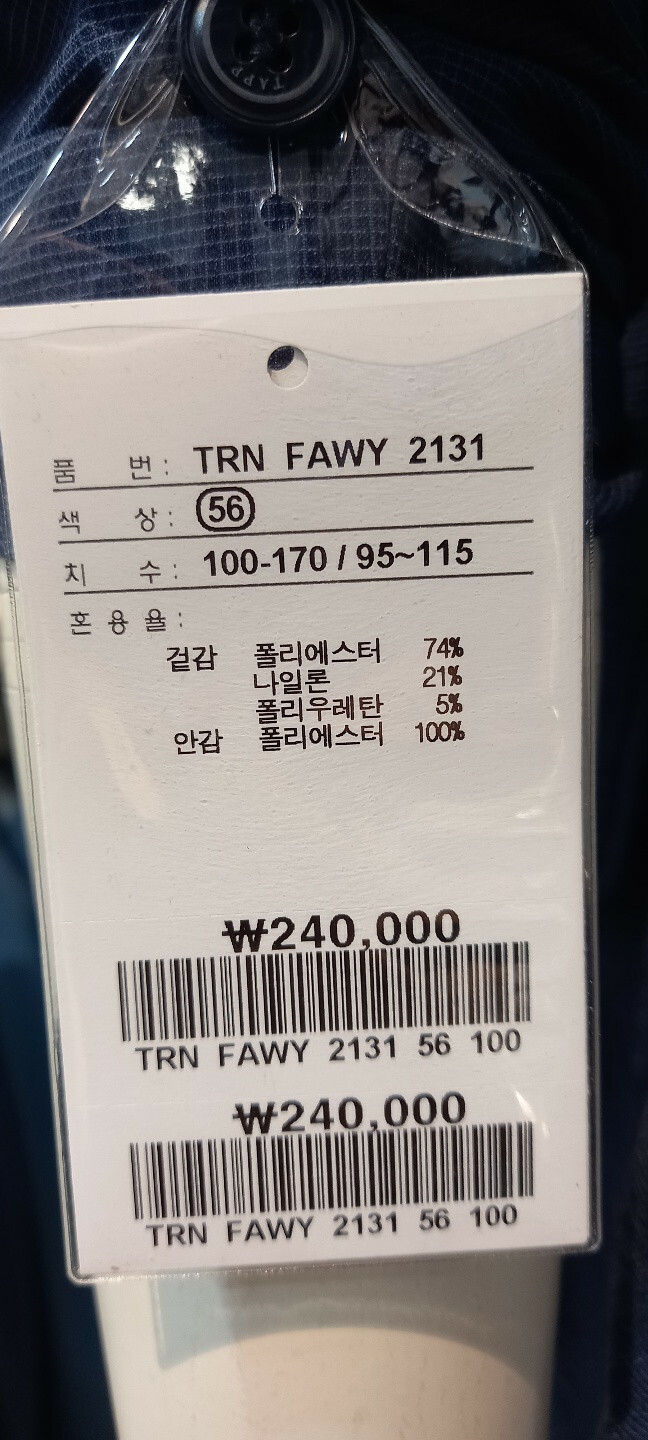 품 번 : TRN FAWY 2131
색 상 : 56
치 수 : 100-170 / 95~115
혼 용 율 :
겉감 폴리에스터 74%
나일론 21%
폴리우레탄 5%
안감 폴리에스터 100%
₩240,000
TRN FAWY 2131 56 100
₩240,000
TRN FAWY 2131 56 100